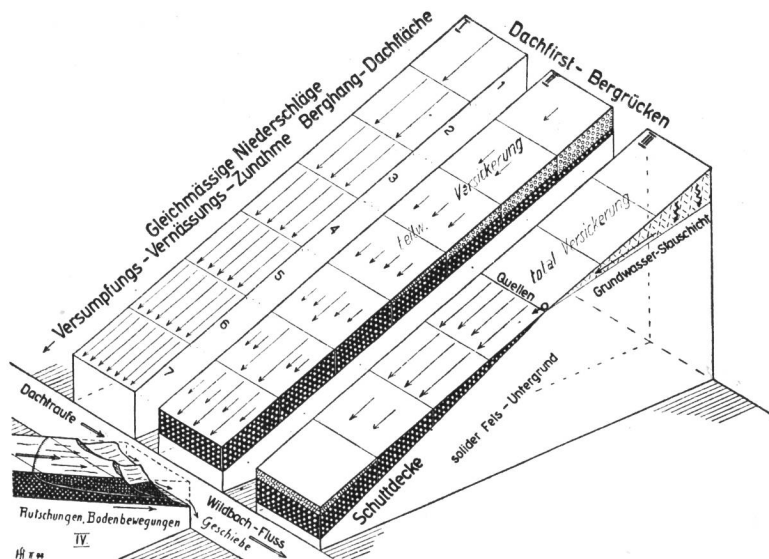 Gleichmässige Niederschläge
Versumpfungs-Vernässungs-Zunahme Berghang-Dachfläche
Dachfirst-Bergrücken
I
II
III
1
2
3
4
5
6
7
teilw. Versickerung
total Versickerung
Quellen
Grundwasser-Stauschicht
solider Fels-Untergrund
Schuttdecke
Dachtraufe
Wildbach-Fluss
Geschiebe
Rutschungen, Bodenbewegungen
IV.